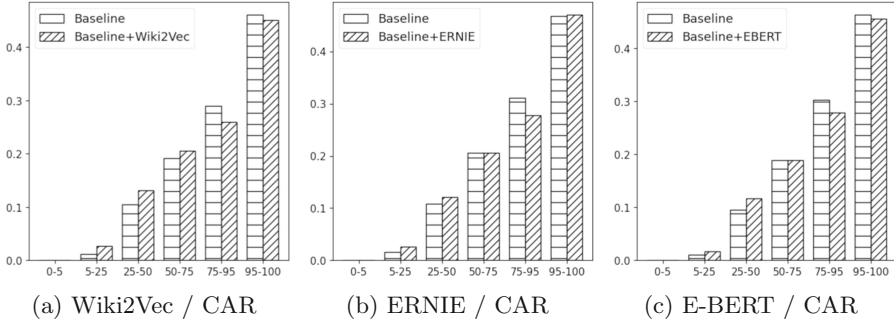 Baseline
Baseline+Wiki2Vec
0.4
0.3
0.2
0.1
0.0
0-5 5-25 25-50 50-75 75-95 95-100
(a) Wiki2Vec / CAR
Baseline
Baseline+ERNIE
0.4
0.3
0.2
0.1
0.0
0-5 5-25 25-50 50-75 75-95 95-100
(b) ERNIE / CAR
Baseline
Baseline+EBERT
0.4
0.3
0.2
0.1
0.0
0-5 5-25 25-50 50-75 75-95 95-100
(c) E-BERT / CAR